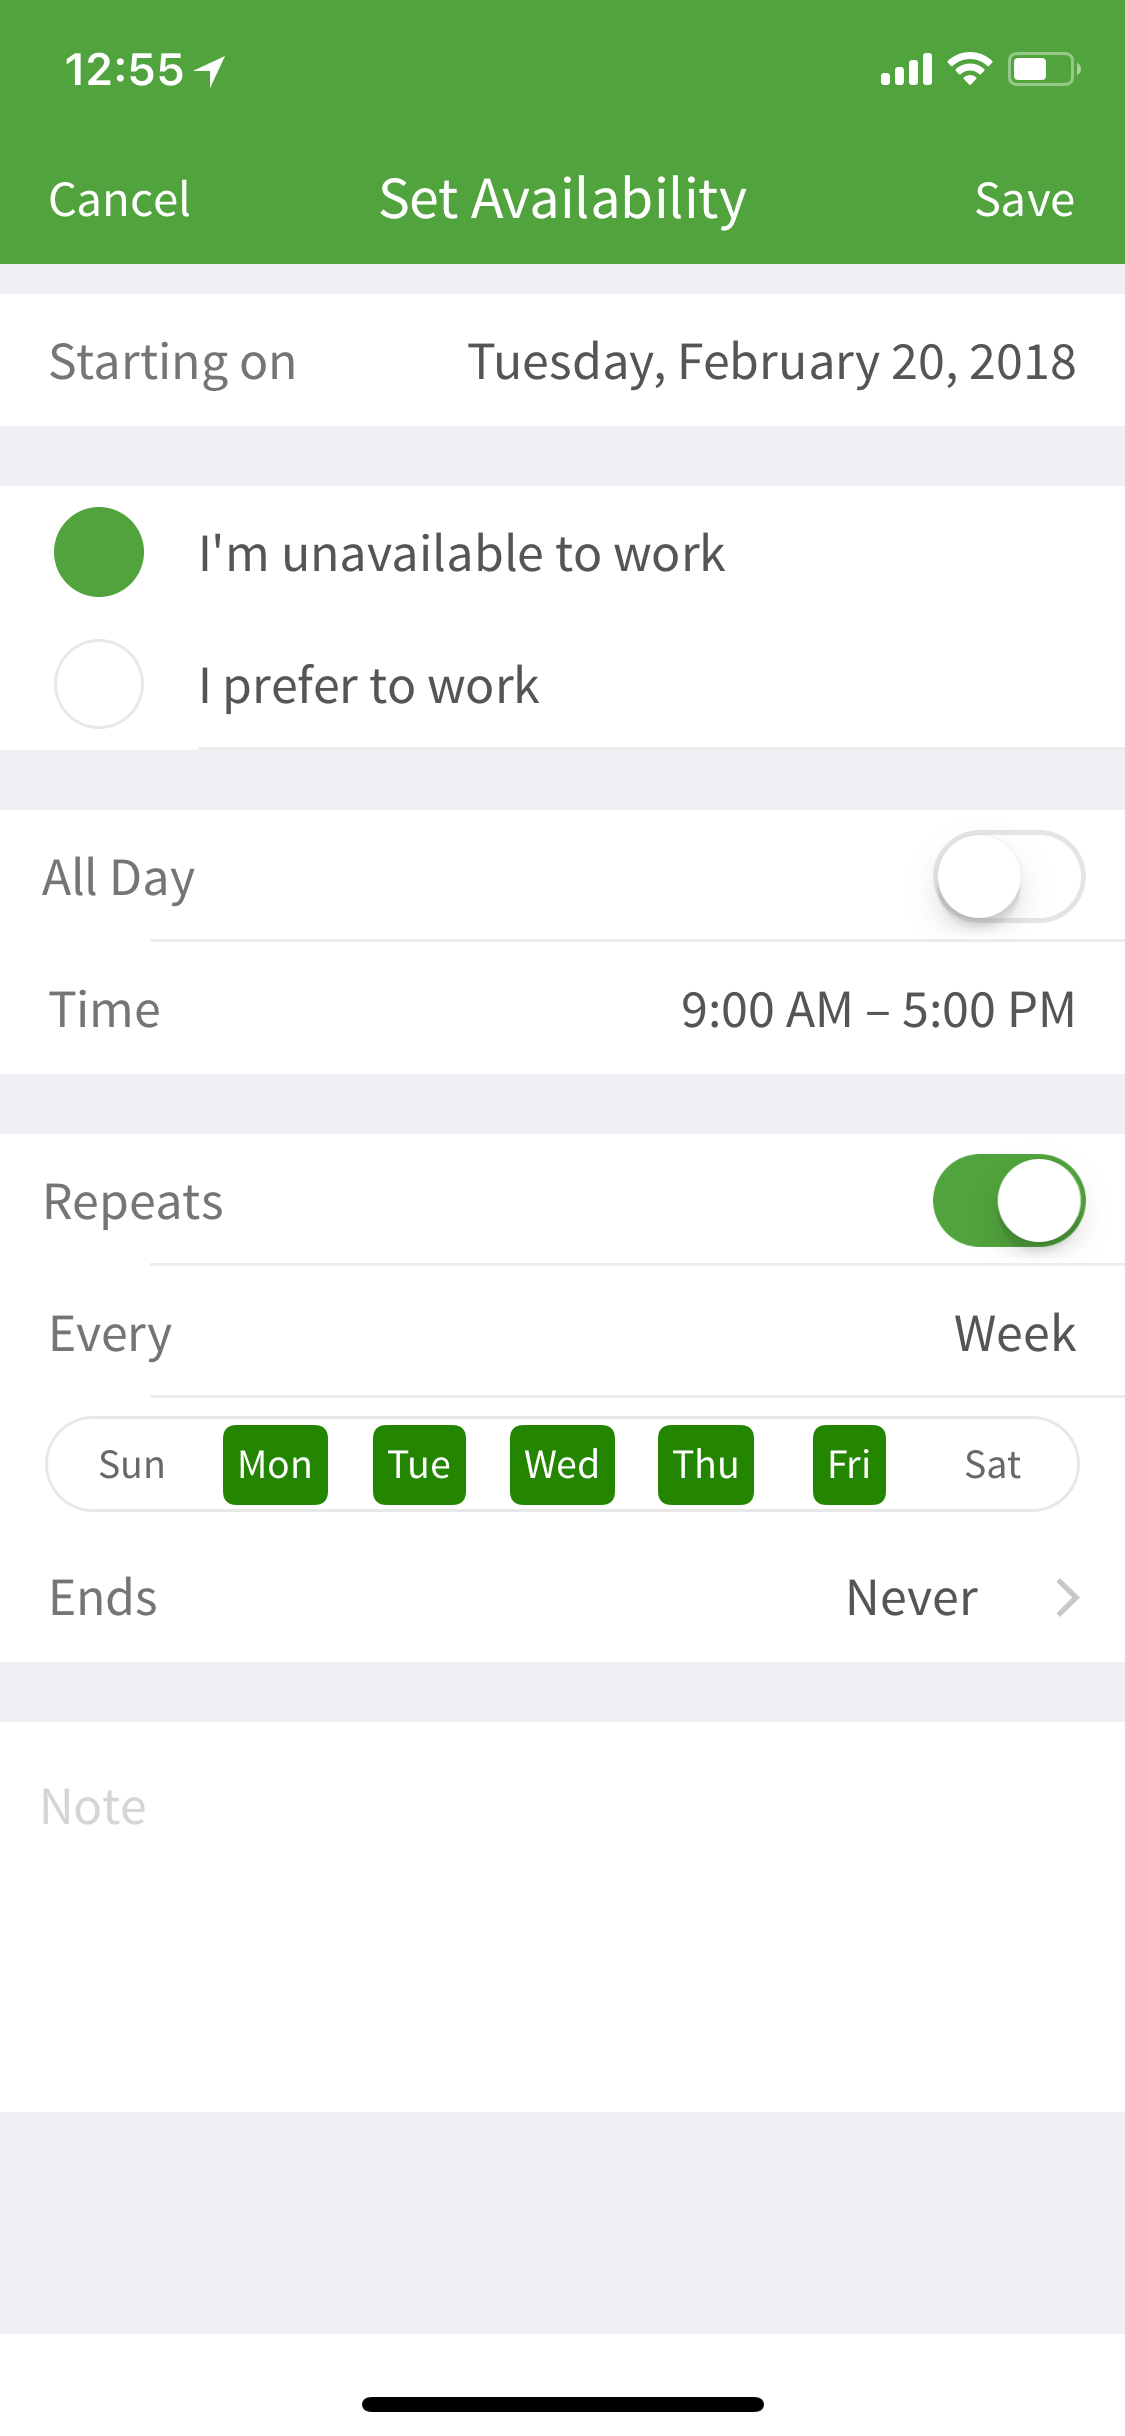 12:55
Cancel Set Availability Save
Starting on Tuesday, February 20, 2018
I'm unavailable to work
I prefer to work
All Day
Time 9:00 AM – 5:00 PM
Repeats
Every Week
Sun Mon Tue Wed Thu Fri Sat
Ends Never
Note